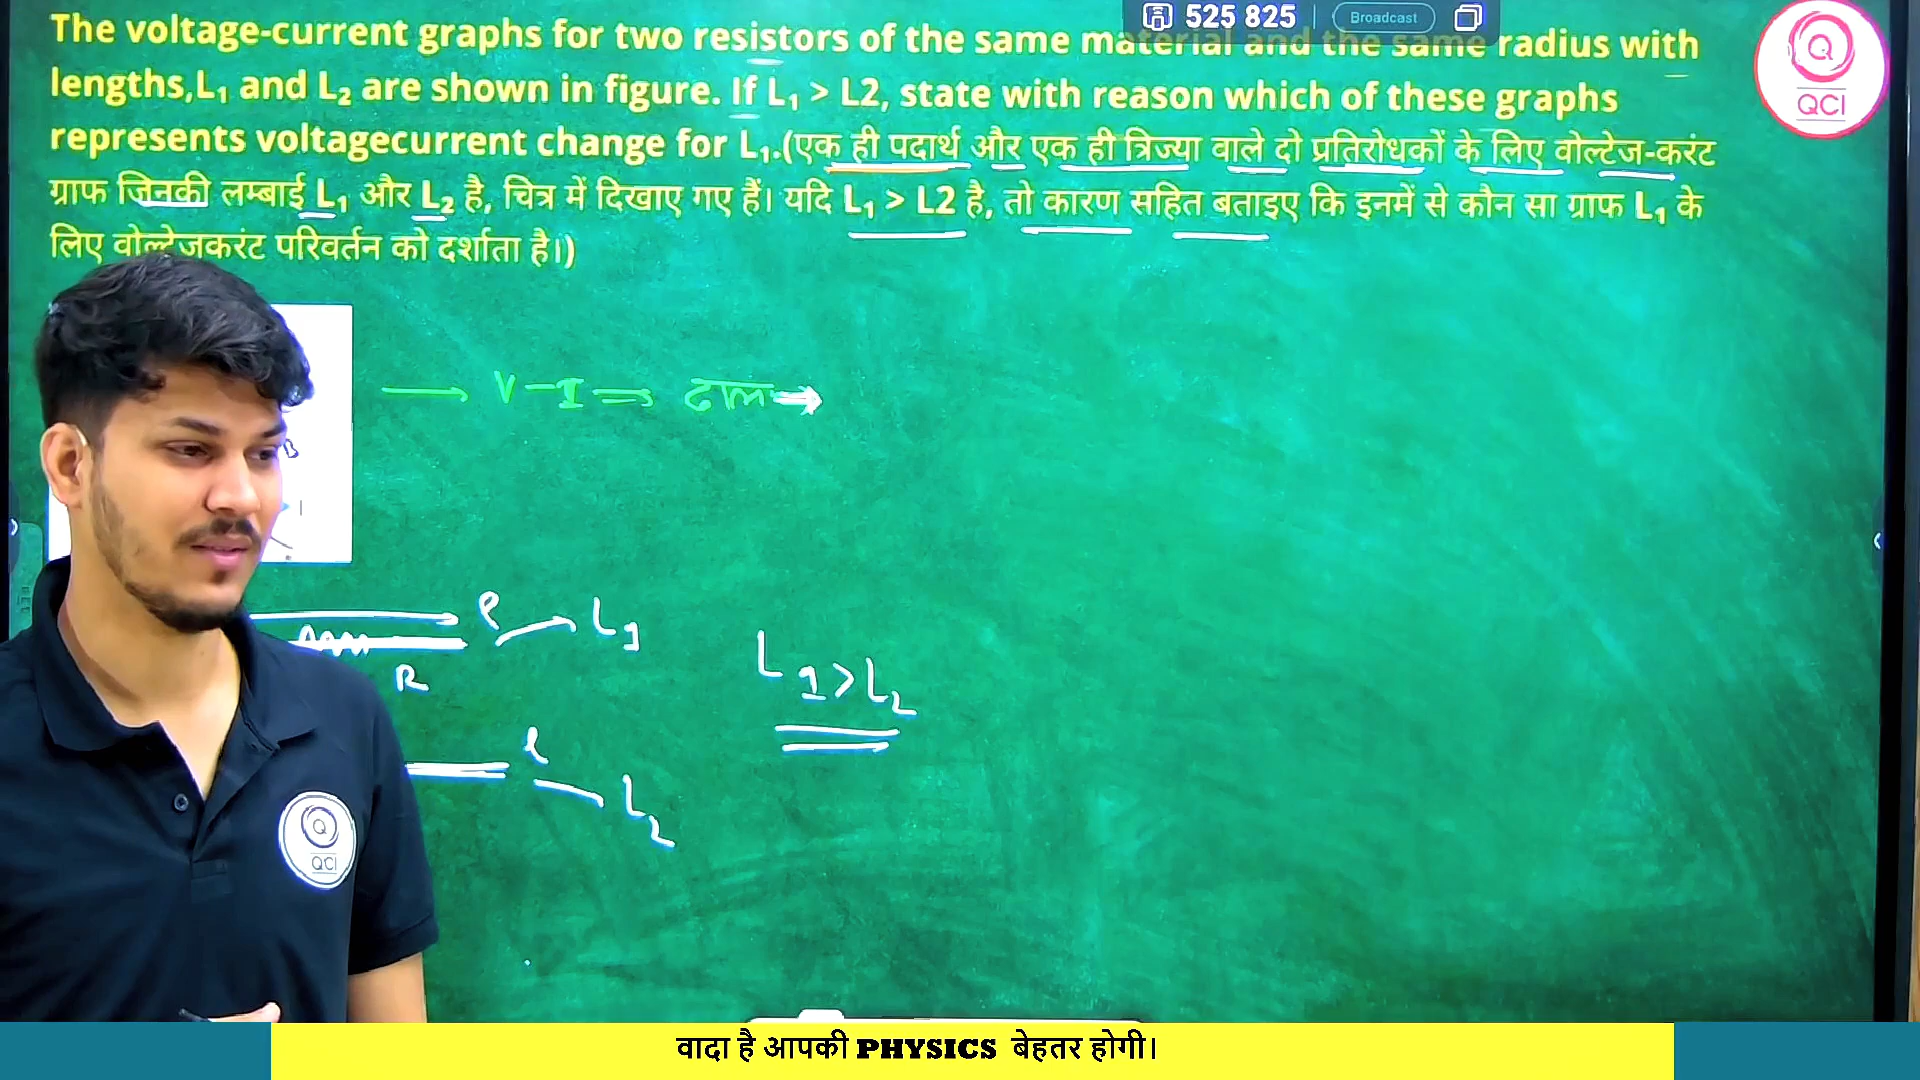 525 825 Broadcast
The voltage-current graphs for two resistors of the same material and the same radius with
lengths,L₁ and L₂ are shown in figure. If L₁ > L2, state with reason which of these graphs
represents voltagecurrent change for L₁.(एक ही पदार्थ और एक ही त्रिज्या वाले दो प्रतिरोधकों के लिए वोल्टेज-करंट
ग्राफ जिनकी लम्बाई L₁ और L₂ है, चित्र में दिखाए गए हैं। यदि L₁ > L2 है, तो कारण सहित बताइए कि इनमें से कौन सा ग्राफ L₁ के
लिए वोल्टेजकरंट परिवर्तन को दर्शाता है।)
QCI
V-I ⇒ ढाल →
B
I
ρ L₁
R
L₁>L₂
ρ L₂
QCI
वादा है आपकी PHYSICS बेहतर होगी।